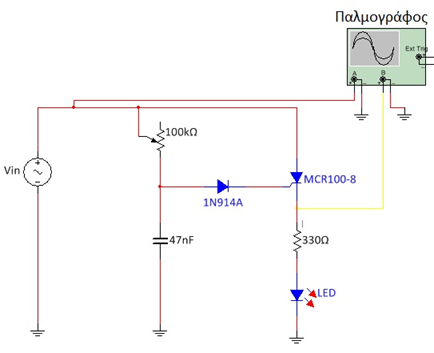 Παλμογράφος
Ext Trig
+
A
B
+
+
100kΩ
Vin
+
MCR100-8
1N914A
47nF
330Ω
LED